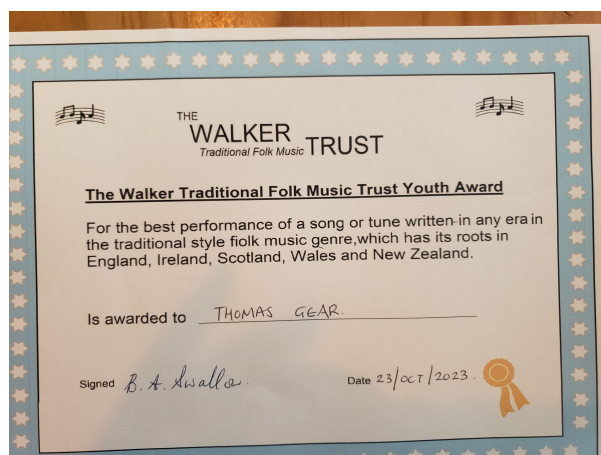 THE
WALKER
Traditional Folk Music TRUST
The Walker Traditional Folk Music Trust Youth Award
For the best performance of a song or tune written in any era in
the traditional style fiolk music genre,which has its roots in
England, Ireland, Scotland, Wales and New Zealand.
Is awarded to THOMAS GEAR.
Signed B. A. Swallow. Date 23/OCT/2023.